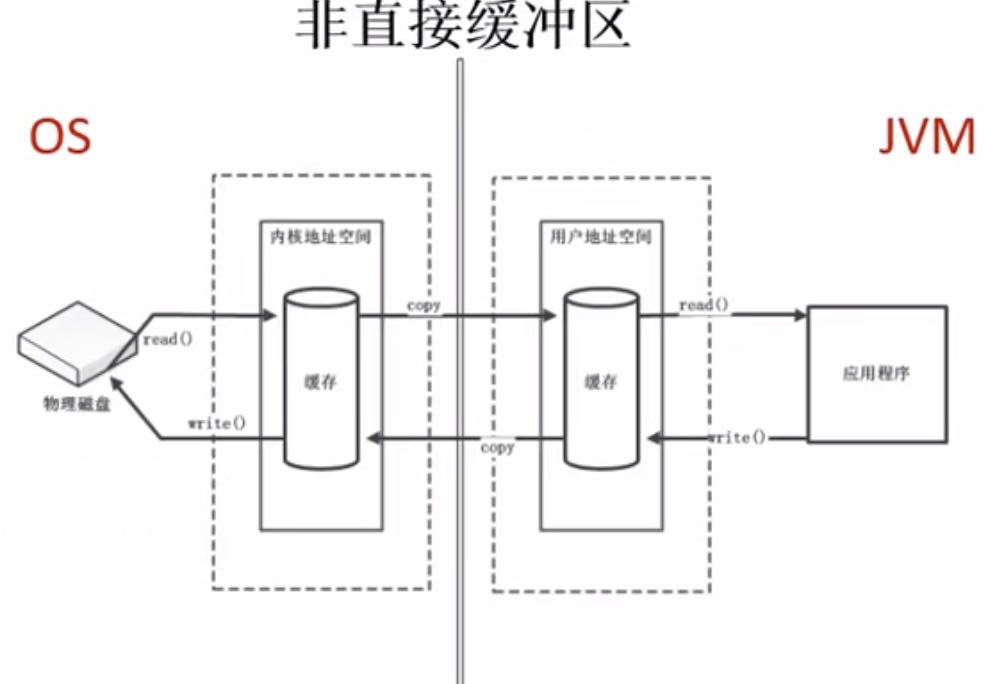 非直接缓冲区
OS
JVM
内核地址空间
用户地址空间
copy
read()
read()
缓存
缓存
应用程序
物理磁盘
write()
write()
copy